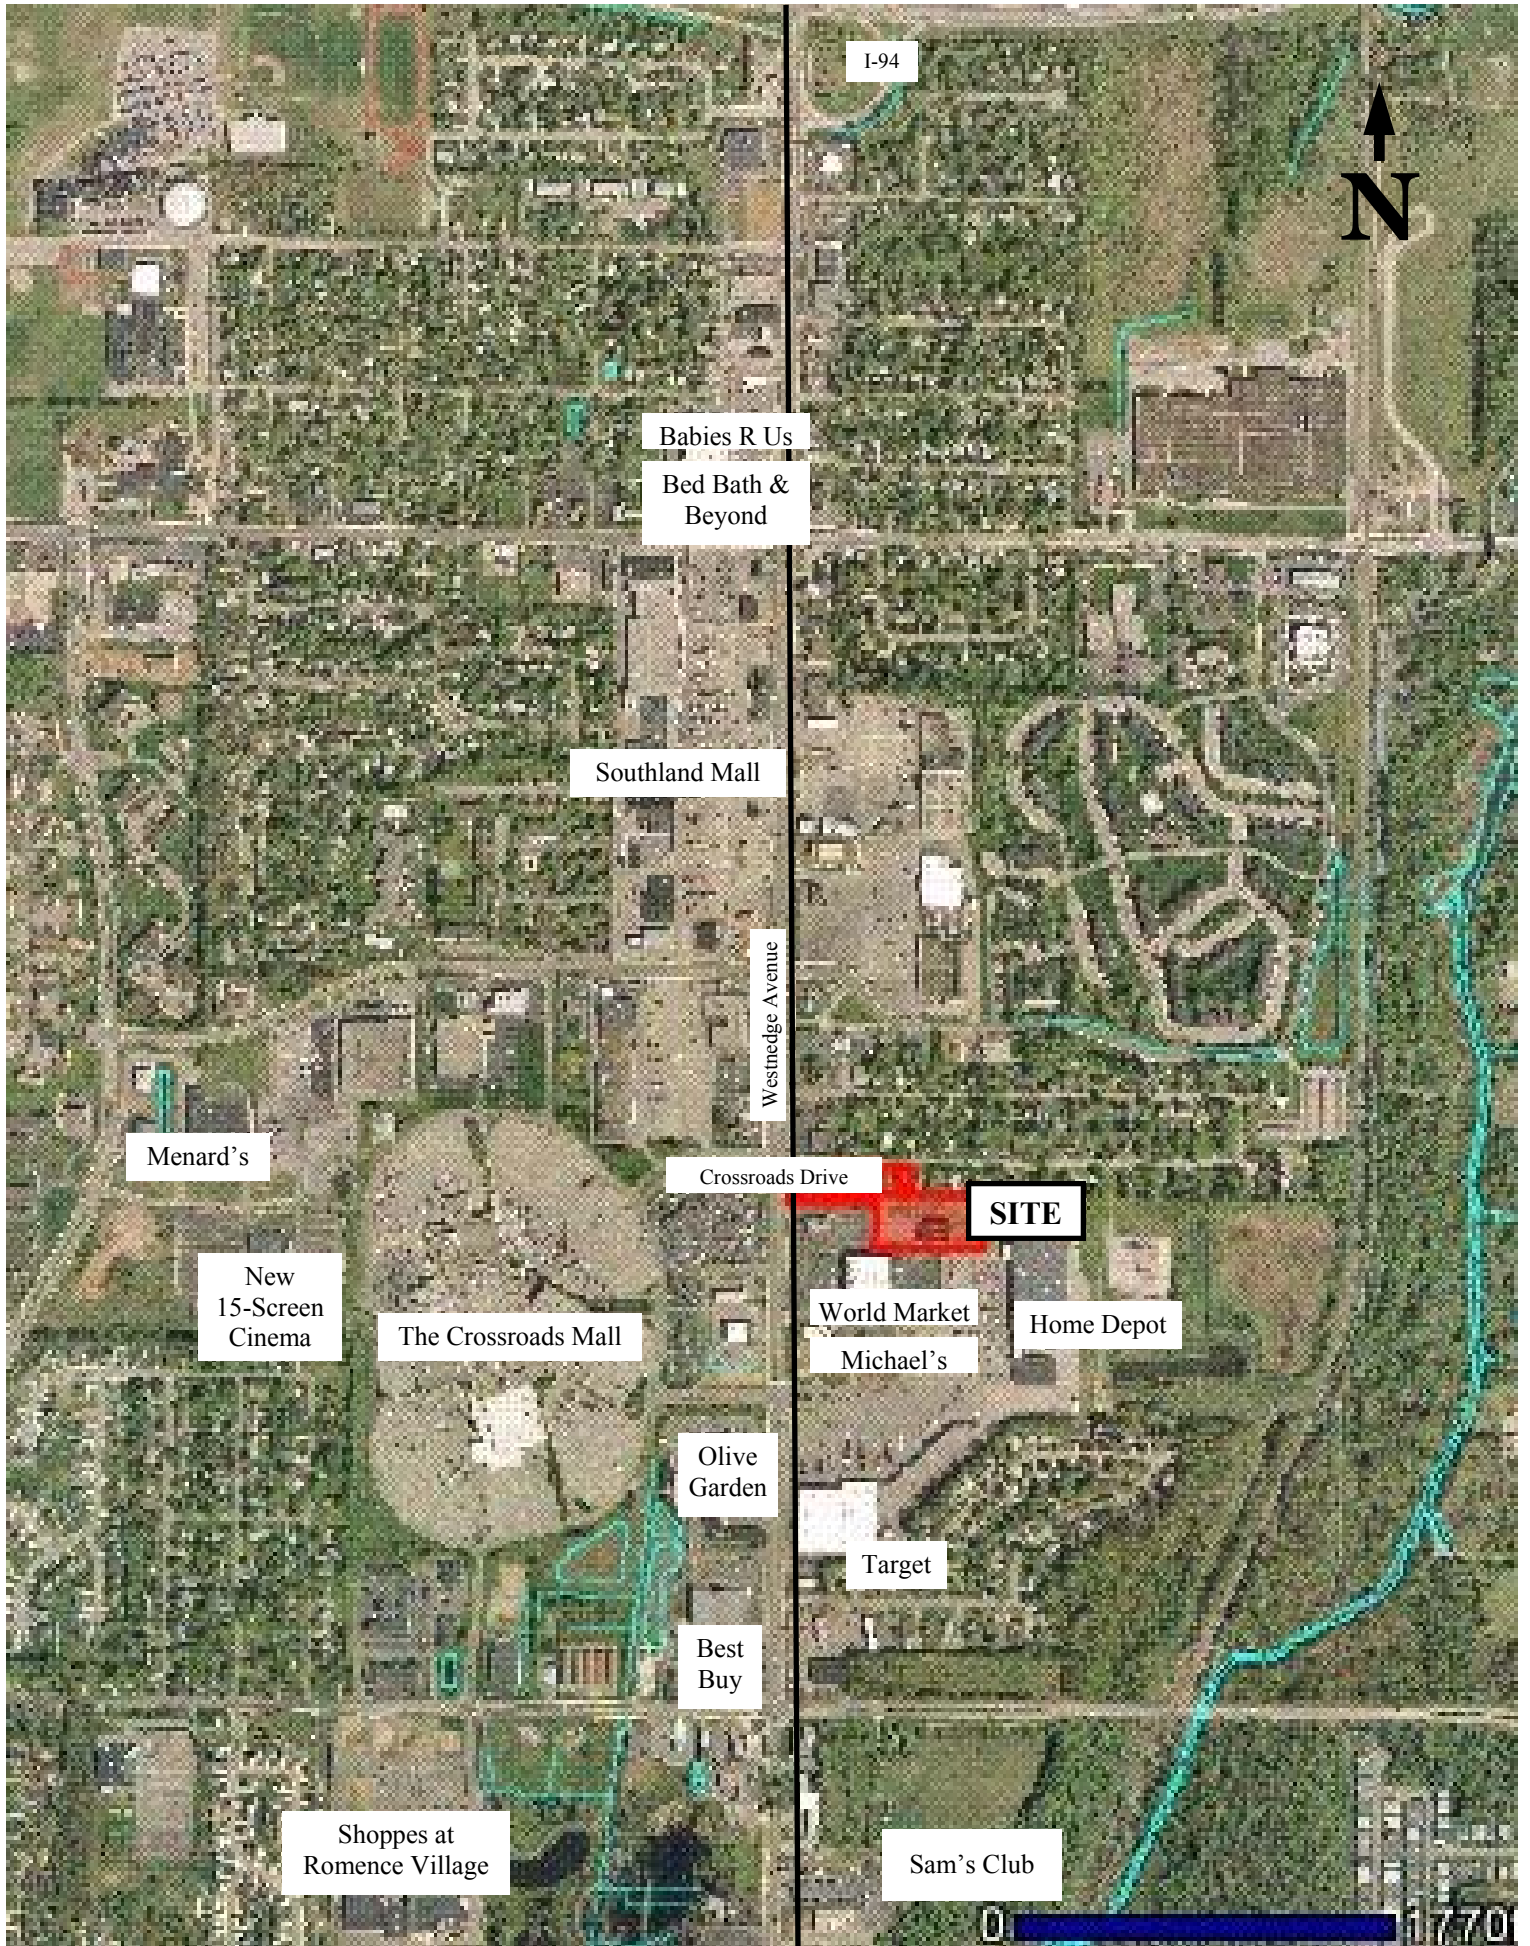 I-94
N
Babies R Us
Bed Bath &
Beyond
Southland Mall
Westnedge Avenue
Menard's
Crossroads Drive
SITE
New
15-Screen
Cinema
The Crossroads Mall
World Market
Michael's
Home Depot
Olive
Garden
Target
Best
Buy
Shoppes at
Romence Village
Sam's Club
0 1770